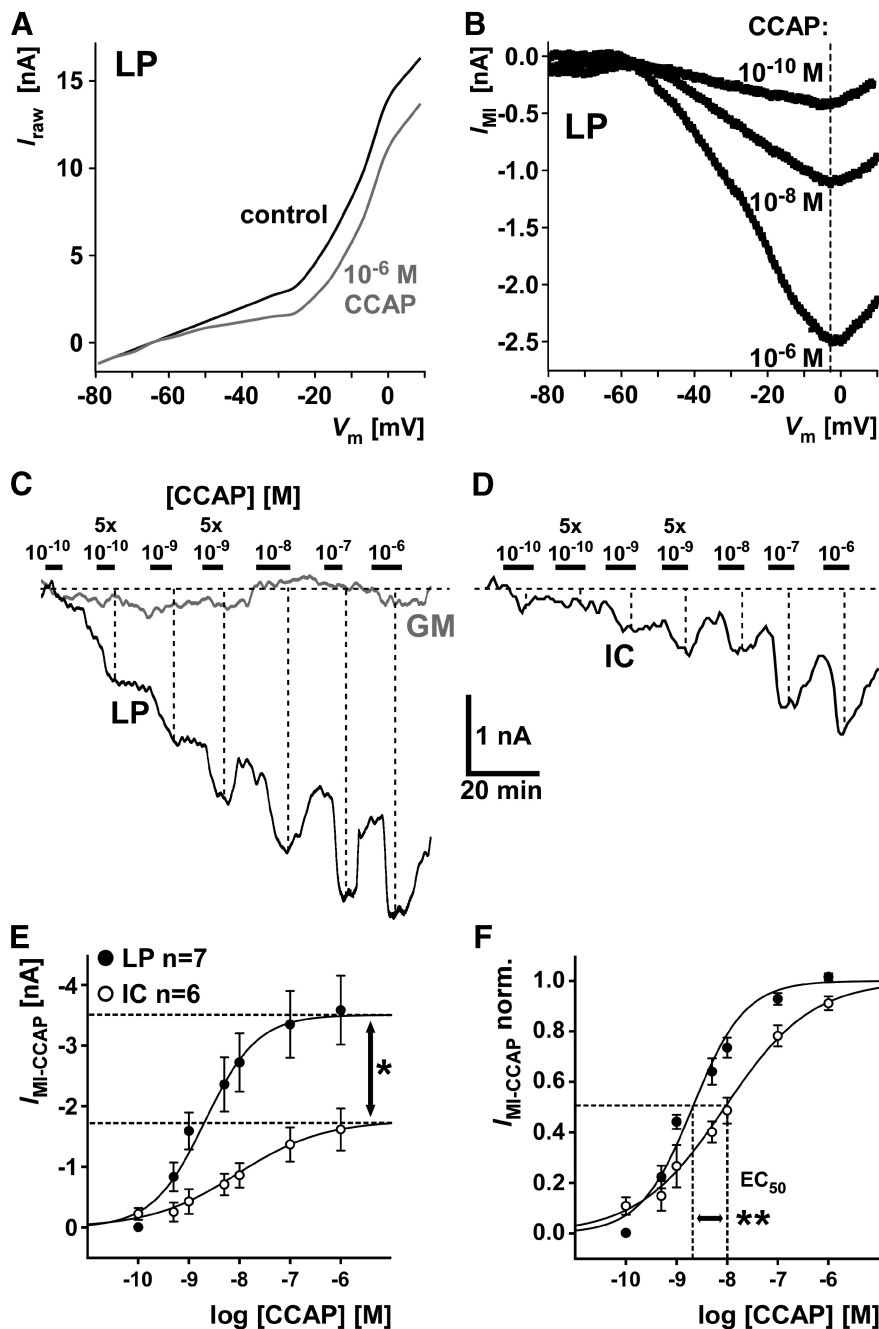 A
LP
I raw [nA]
15
10
5
0
control
10⁻⁶ M
CCAP
-80 -60 -40 -20 0
Vm [mV]
B
CCAP:
I MI [nA]
0.0
-0.5
-1.0
-1.5
-2.0
-2.5
LP
10⁻¹⁰ M
10⁻⁸ M
10⁻⁶ M
-80 -60 -40 -20 0
Vm [mV]
C
[CCAP] [M]
5x 5x
10⁻¹⁰ 10⁻¹⁰ 10⁻⁹ 10⁻⁹ 10⁻⁸ 10⁻⁷ 10⁻⁶
GM
LP
D
5x 5x
10⁻¹⁰ 10⁻¹⁰ 10⁻⁹ 10⁻⁹ 10⁻⁸ 10⁻⁷ 10⁻⁶
IC
1 nA
20 min
E
LP n=7
IC n=6
I MI-CCAP [nA]
-4
-3
-2
-1
0
*
-10 -9 -8 -7 -6
log [CCAP] [M]
F
I MI-CCAP norm.
1.0
0.8
0.6
0.4
0.2
0.0
EC₅₀
**
-10 -9 -8 -7 -6
log [CCAP] [M]